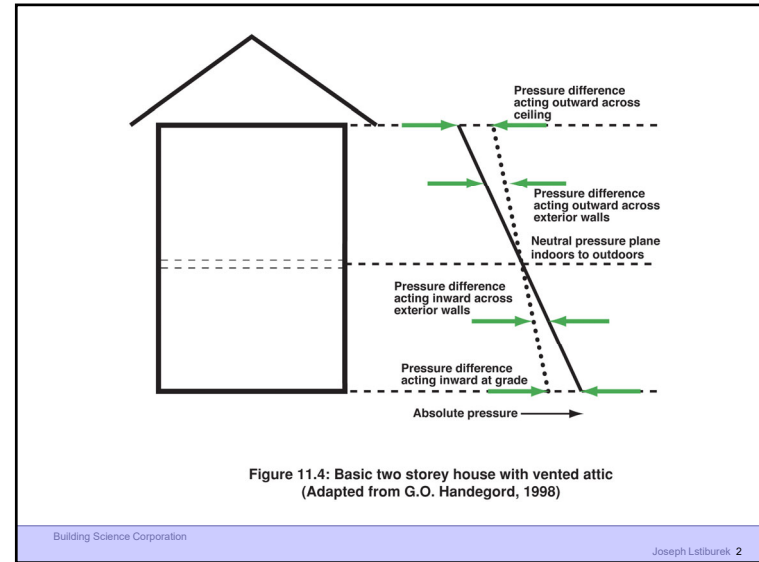 Pressure difference
acting outward across
ceiling
Pressure difference
acting outward across
exterior walls
Neutral pressure plane
indoors to outdoors
Pressure difference
acting inward across
exterior walls
Pressure difference
acting inward at grade
Absolute pressure
Figure 11.4: Basic two storey house with vented attic
(Adapted from G.O. Handegord, 1998)
Building Science Corporation
Joseph Lstiburek 2